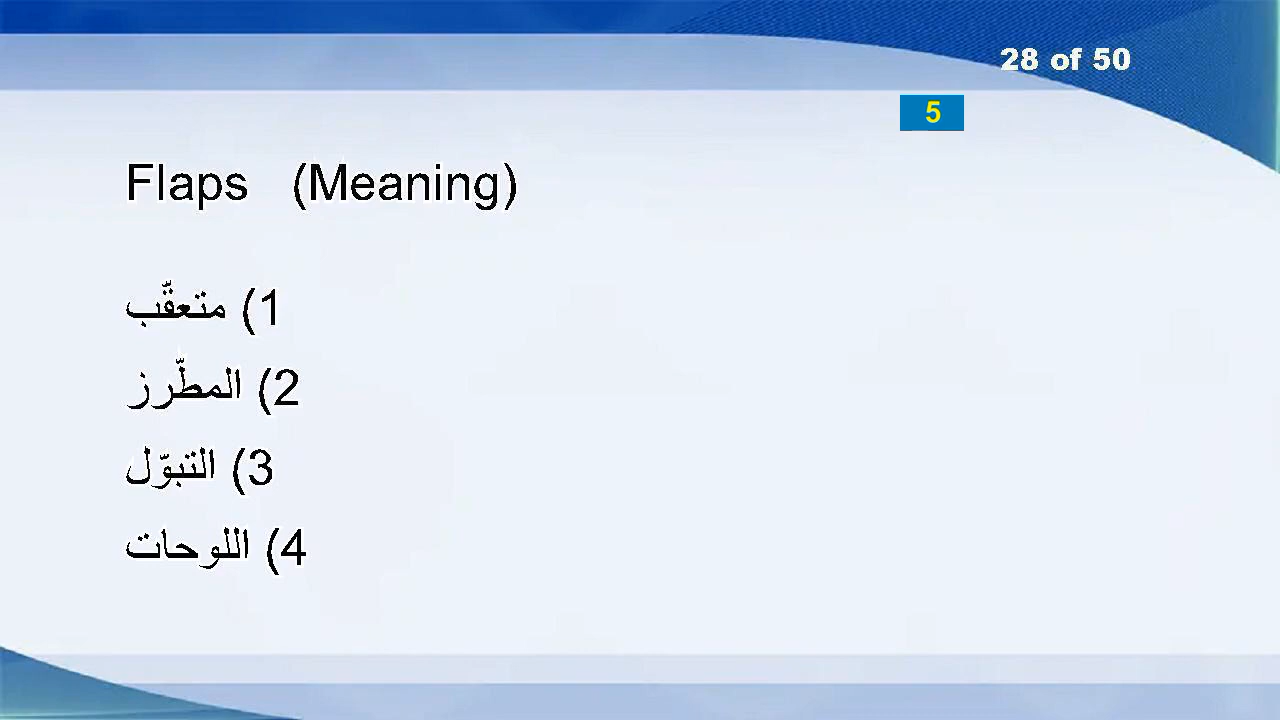 28 of 50
5
Flaps (Meaning)
1) متعقّب
2) المطّرز
3) التبوّل
4) اللوحات